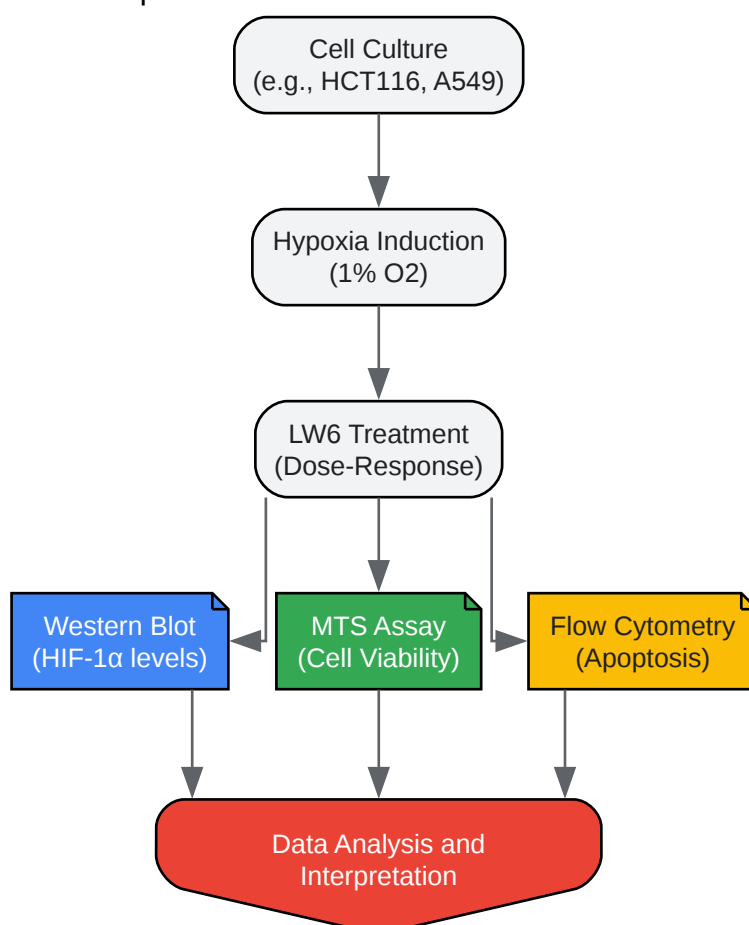 Cell Culture
(e.g., HCT116, A549)
Hypoxia Induction
(1% O2)
LW6 Treatment
(Dose-Response)
Western Blot
(HIF-1α levels)
MTS Assay
(Cell Viability)
Flow Cytometry
(Apoptosis)
Data Analysis and
Interpretation